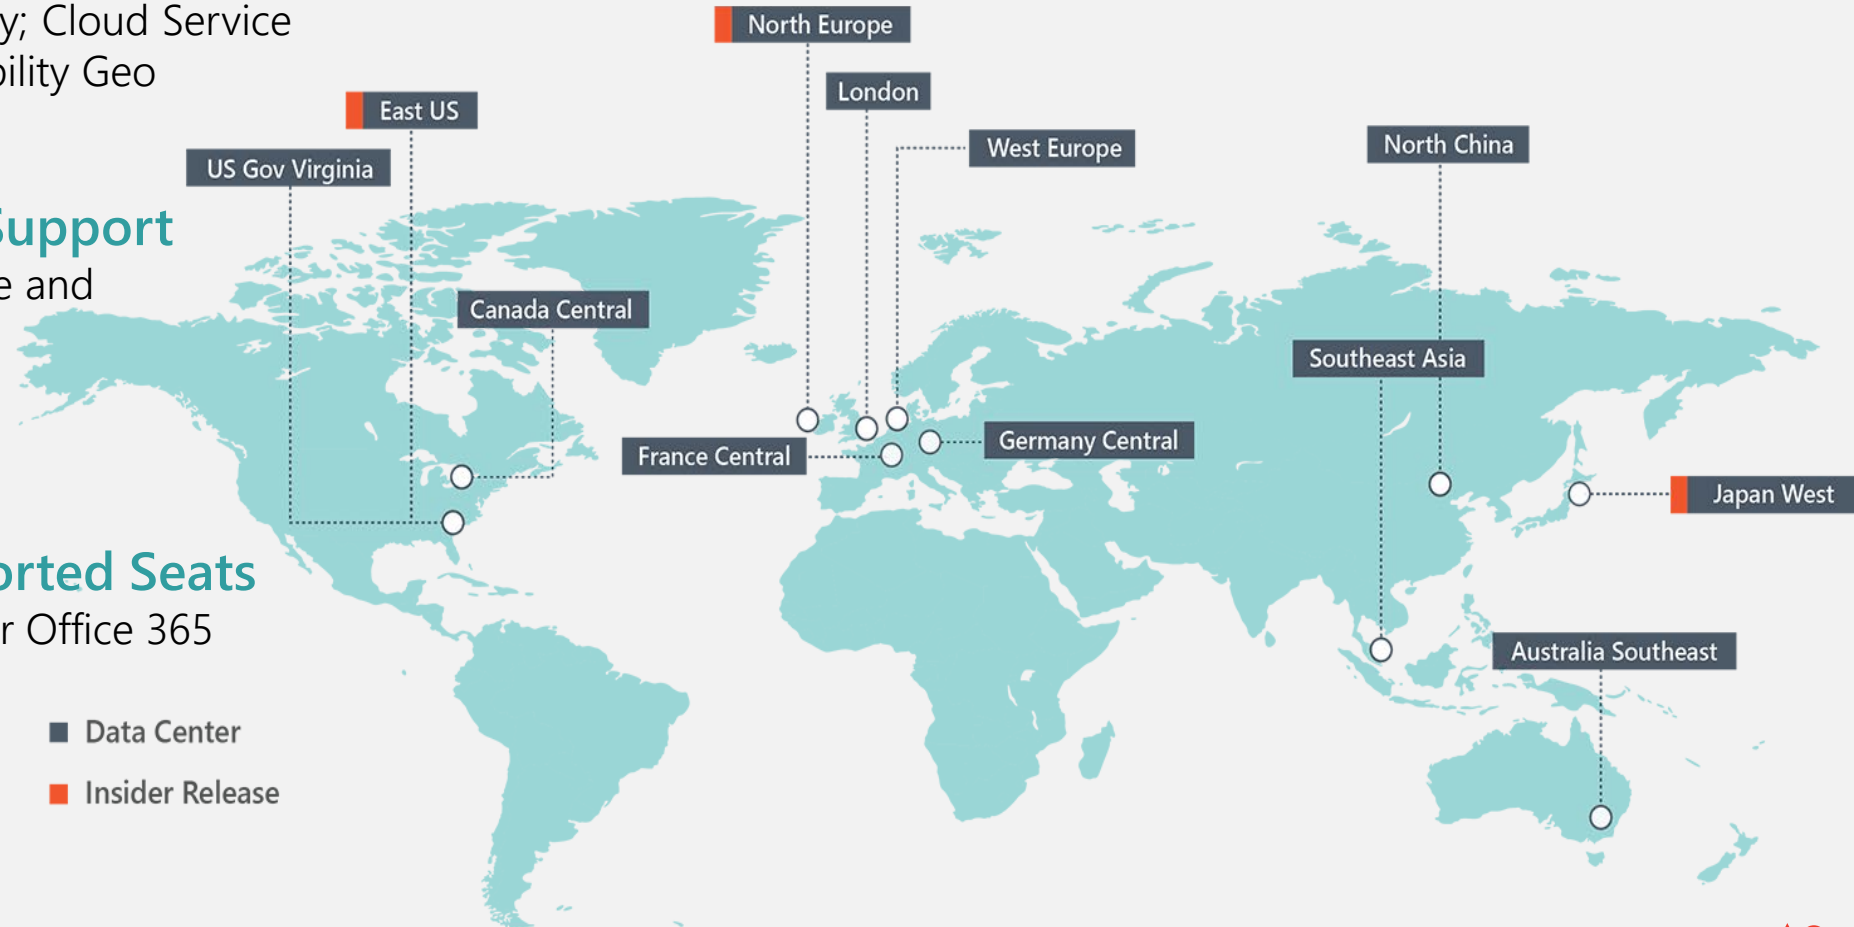 y; Cloud Service
bility Geo
Support
e and
orted Seats
r Office 365
Data Center
Insider Release
North Europe
London
East US
West Europe
North China
US Gov Virginia
Canada Central
Southeast Asia
France Central
Germany Central
Japan West
Australia Southeast